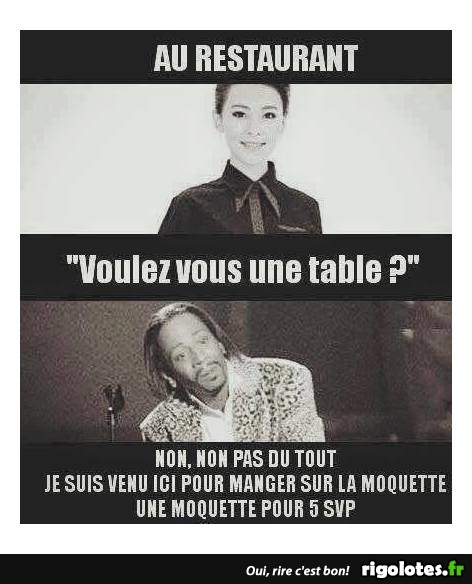 AU RESTAURANT
"Voulez vous une table ?"
NON, NON PAS DU TOUT
JE SUIS VENU ICI POUR MANGER SUR LA MOQUETTE
UNE MOQUETTE POUR 5 SVP
Oui, rire c'est bon! rigolotes.fr